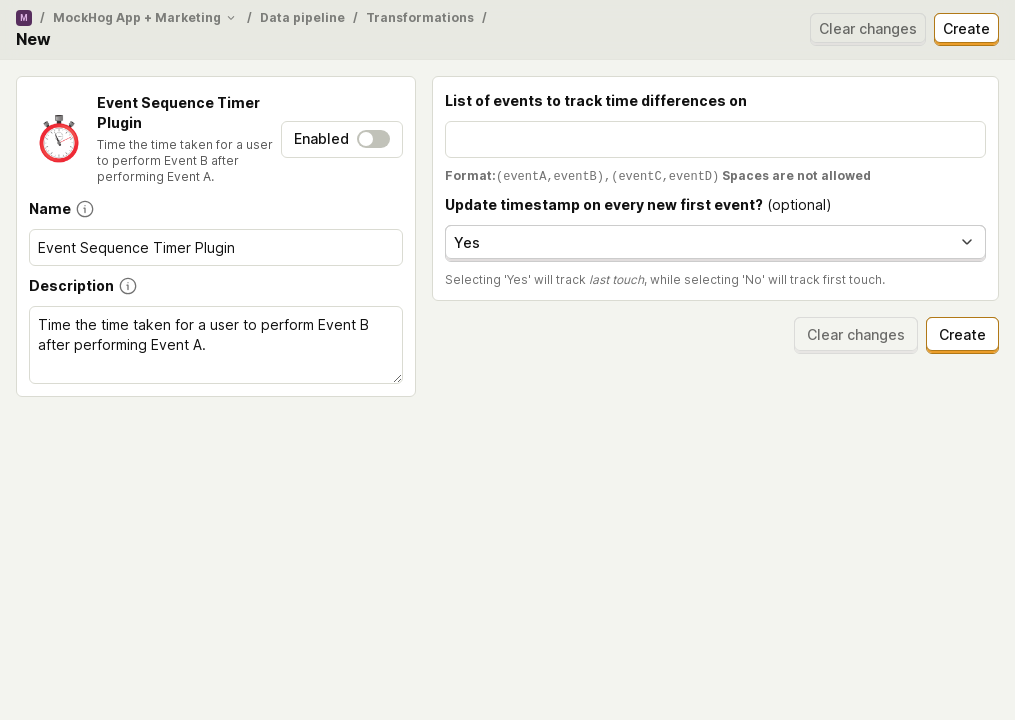 M / MockHog App + Marketing / Data pipeline / Transformations /
New
Clear changes
Create
Event Sequence Timer
Plugin
Time the time taken for a user
to perform Event B after
performing Event A.
Enabled
Name
Event Sequence Timer Plugin
Description
Time the time taken for a user to perform Event B
after performing Event A.
List of events to track time differences on
Format:(eventA,eventB),(eventC,eventD) Spaces are not allowed
Update timestamp on every new first event? (optional)
Yes
Selecting 'Yes' will track last touch, while selecting 'No' will track first touch.
Clear changes
Create